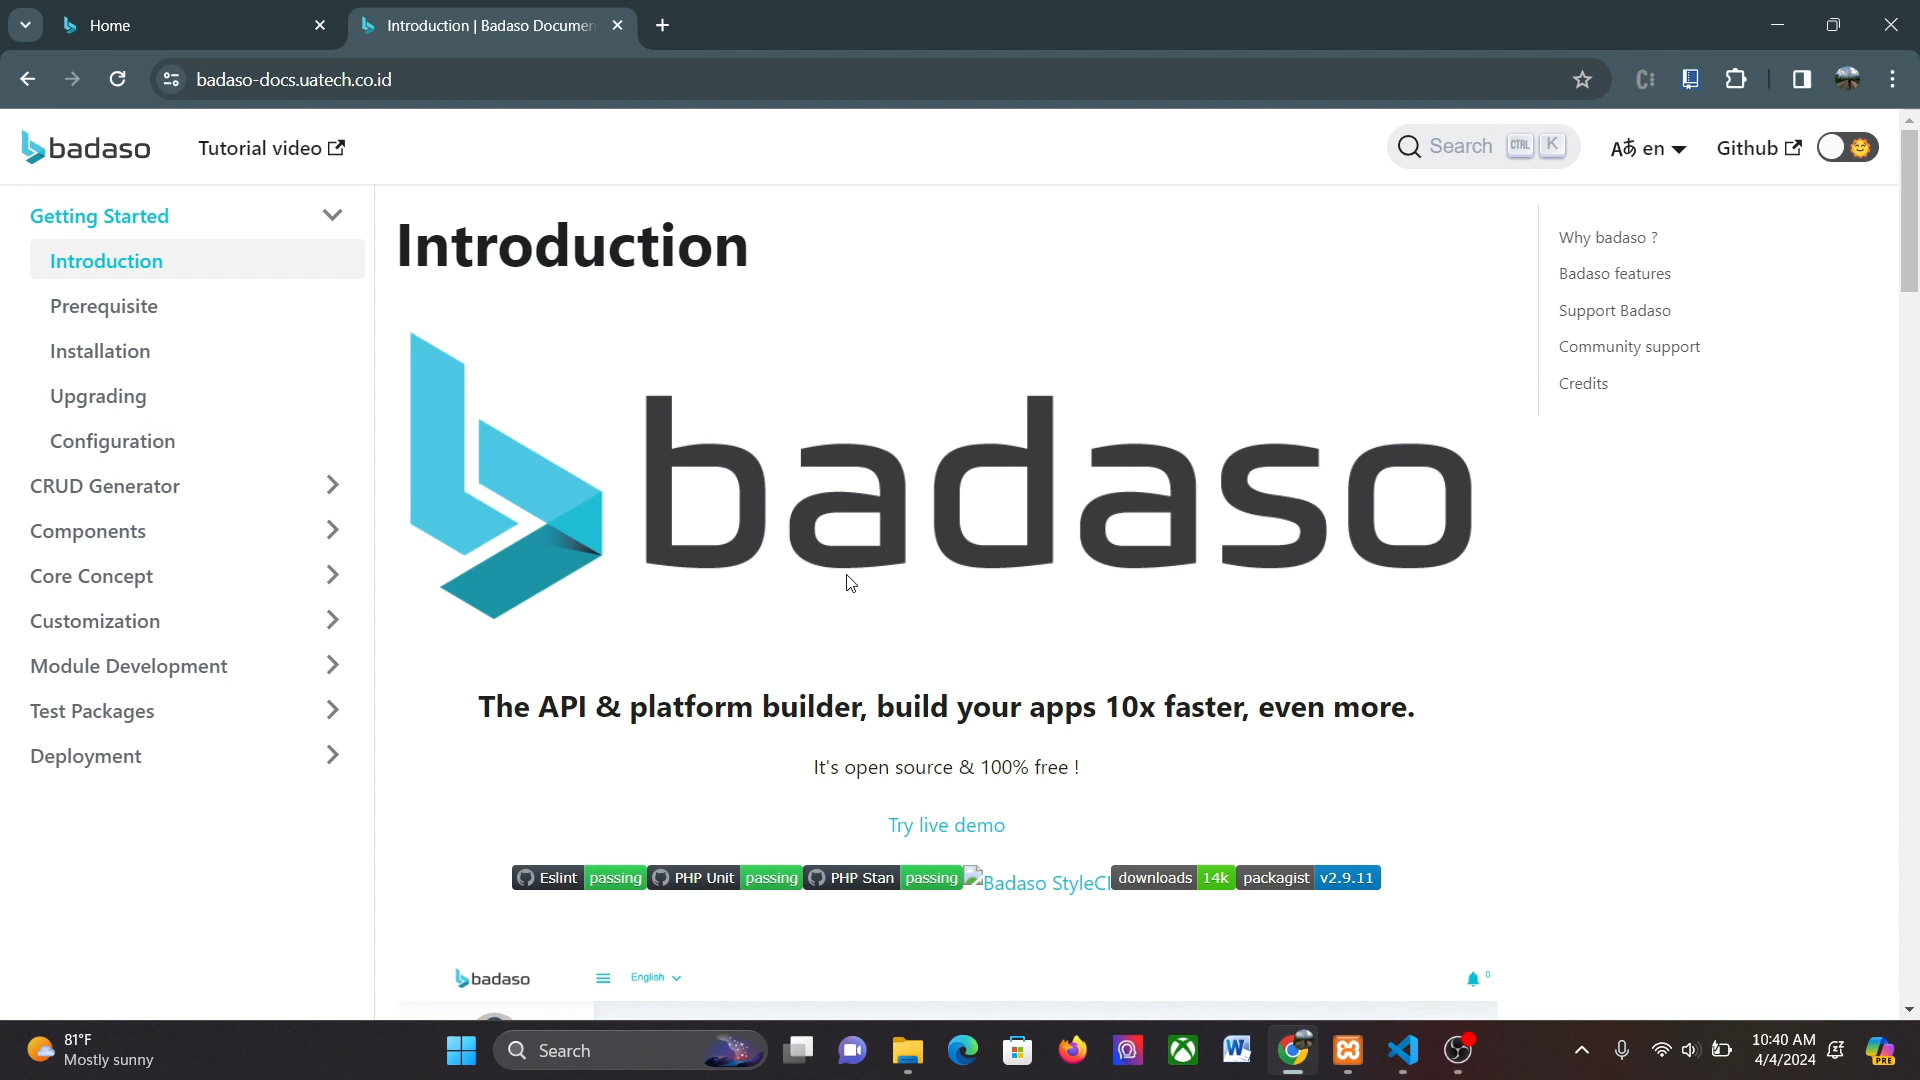 Home
Introduction | Badaso Documen
badaso-docs.uatech.co.id
badaso
Tutorial video
Search CTRL K
Aあ en
Github
Getting Started
Introduction
Prerequisite
Installation
Upgrading
Configuration
CRUD Generator
Components
Core Concept
Customization
Module Development
Test Packages
Deployment
Introduction
badaso
The API & platform builder, build your apps 10x faster, even more.
It's open source & 100% free !
Try live demo
Eslint passing PHP Unit passing PHP Stan passing Badaso StyleCI downloads 14k packagist v2.9.11
badaso English 0
Why badaso ?
Badaso features
Support Badaso
Community support
Credits
81°F
Mostly sunny
Search
10:40 AM
4/4/2024
PRE